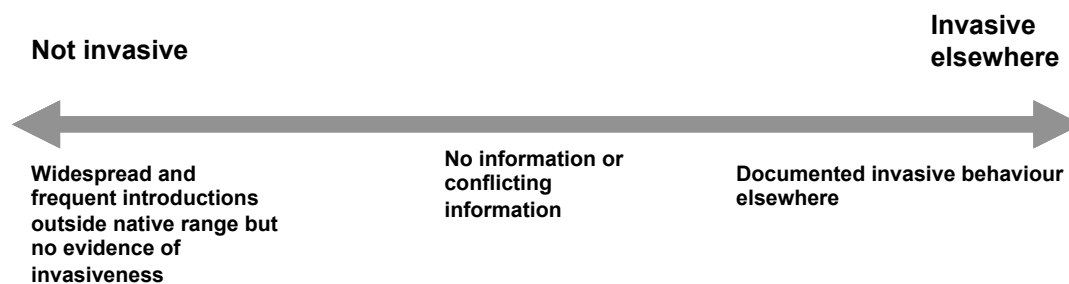 Not invasive
Invasive
elsewhere
Widespread and
frequent introductions
outside native range but
no evidence of
invasiveness
No information or
conflicting
information
Documented invasive behaviour
elsewhere